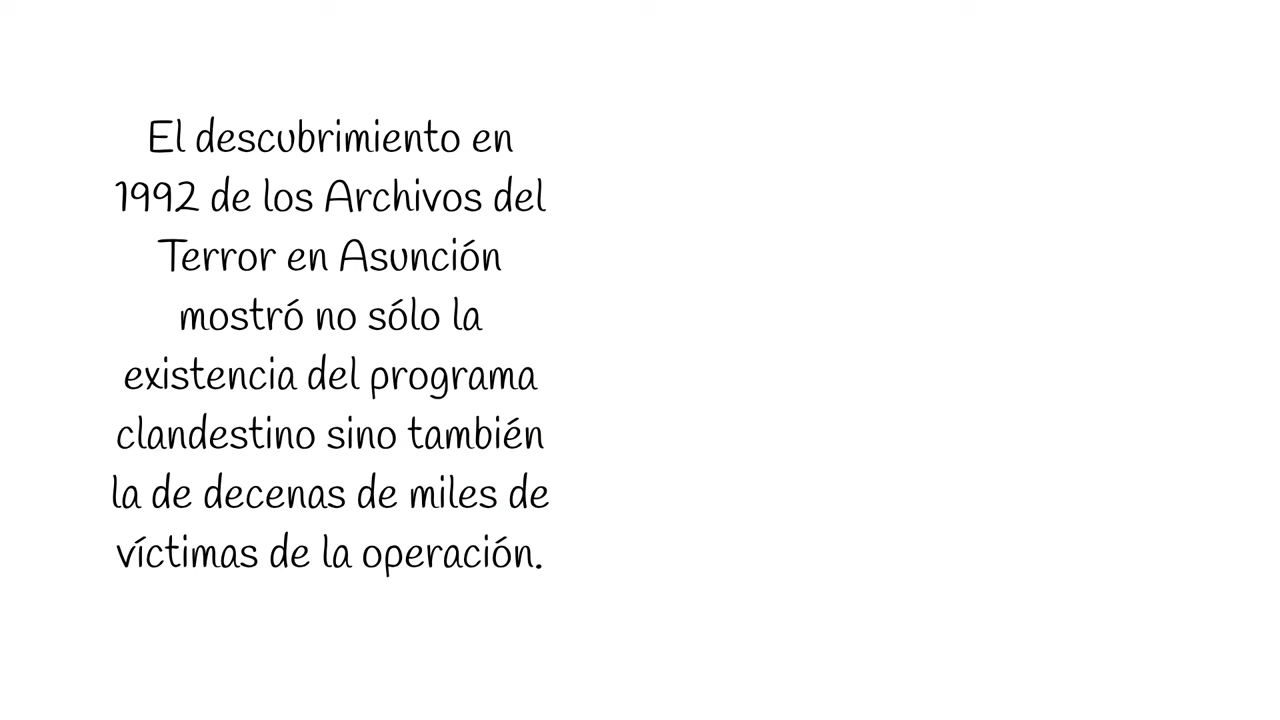 El descubrimiento en
1992 de los Archivos del
Terror en Asunción
mostró no sólo la
existencia del programa
clandestino sino también
la de decenas de miles de
víctimas de la operación.